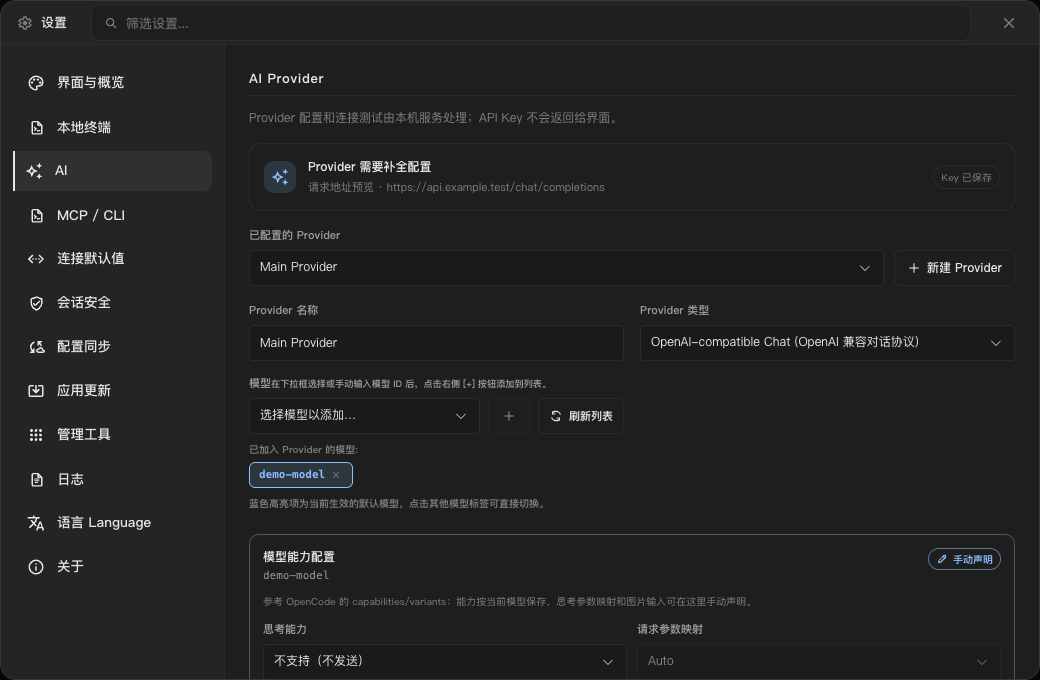 设置
筛选设置...
界面与概览
本地终端
AI
MCP / CLI
连接默认值
会话安全
配置同步
应用更新
管理工具
日志
语言 Language
关于
AI Provider
Provider 配置和连接测试由本机服务处理；API Key 不会返回给界面。
Provider 需要补全配置
请求地址预览 · https://api.example.test/chat/completions
Key 已保存
已配置的 Provider
Main Provider
新建 Provider
Provider 名称
Provider 类型
Main Provider
OpenAI-compatible Chat (OpenAI 兼容对话协议)
模型在下拉框选择或手动输入模型 ID 后，点击右侧 [+] 按钮添加到列表。
选择模型以添加...
刷新列表
已加入 Provider 的模型:
demo-model ×
蓝色高亮项为当前生效的默认模型，点击其他模型标签可直接切换。
模型能力配置
手动声明
demo-model
参考 OpenCode 的 capabilities/variants：能力按当前模型保存，思考参数映射和图片输入可在这里手动声明。
思考能力
请求参数映射
不支持（不发送）
Auto